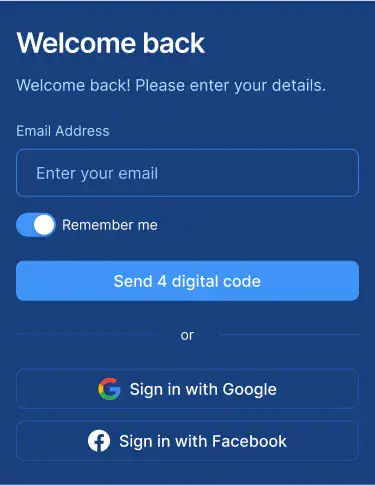 Welcome back
Welcome back! Please enter your details.
Email Address
Enter your email
Remember me
Send 4 digital code
or
Sign in with Google
Sign in with Facebook